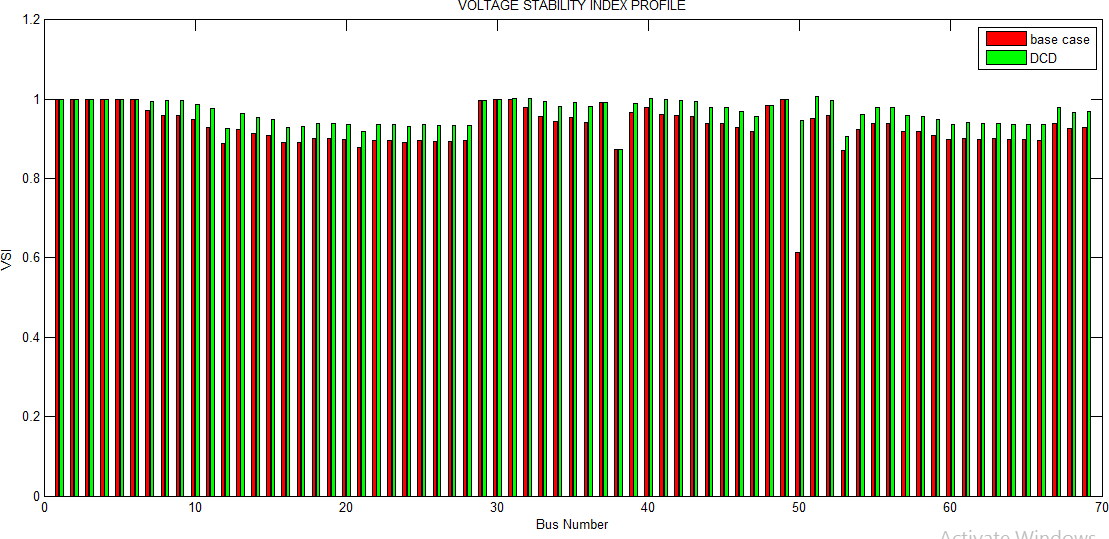 VOLTAGE STABILITY INDEX PROFILE
base case
DCD
VSI
1.2
1
0.8
0.6
0.4
0.2
0
0 10 20 30 40 50 60 70
Bus Number
Activate Windows